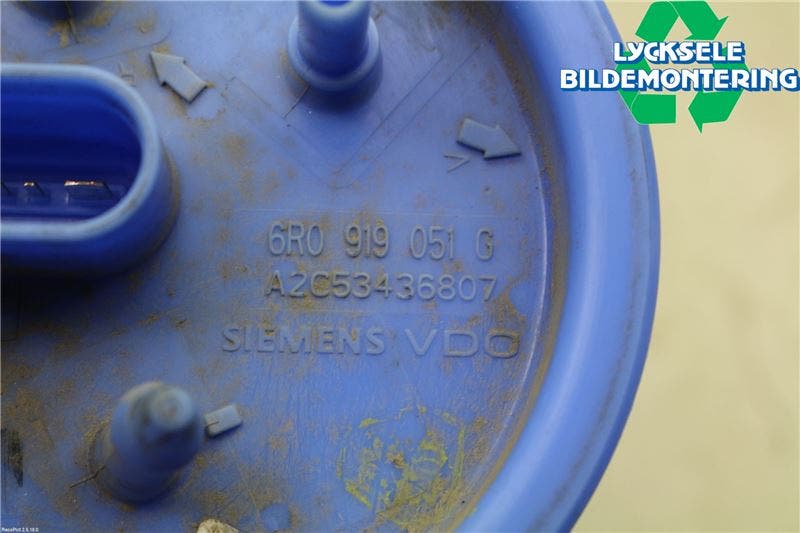 LYCKSELE
BILDEMONTERING
6R0 919 051 G
A2C53436807
SIEMENS VDO